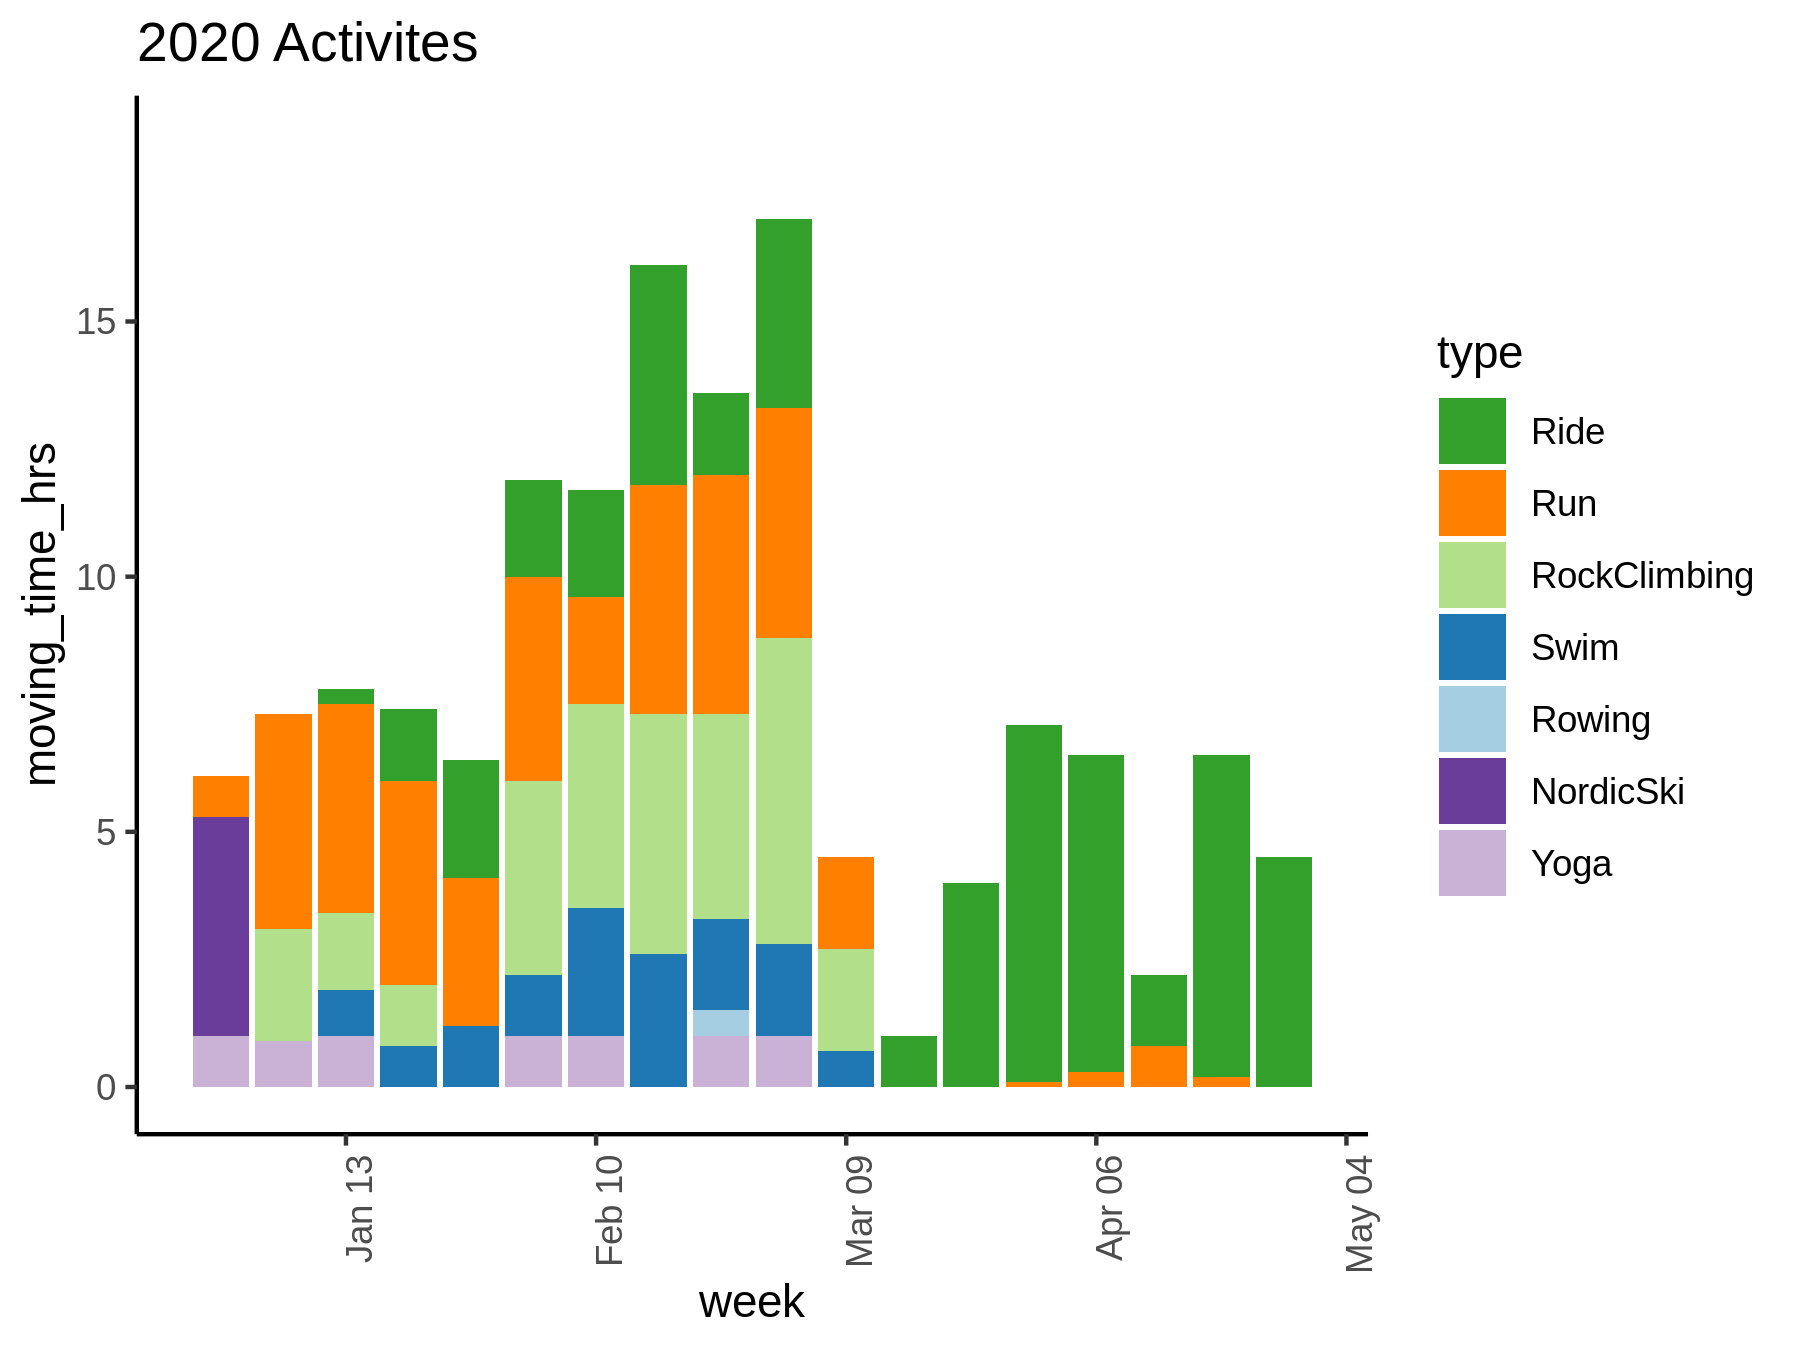 2020 Activites
moving_time_hrs
15
10
5
0
Jan 13
Feb 10
Mar 09
Apr 06
May 04
week
type
Ride
Run
RockClimbing
Swim
Rowing
NordicSki
Yoga